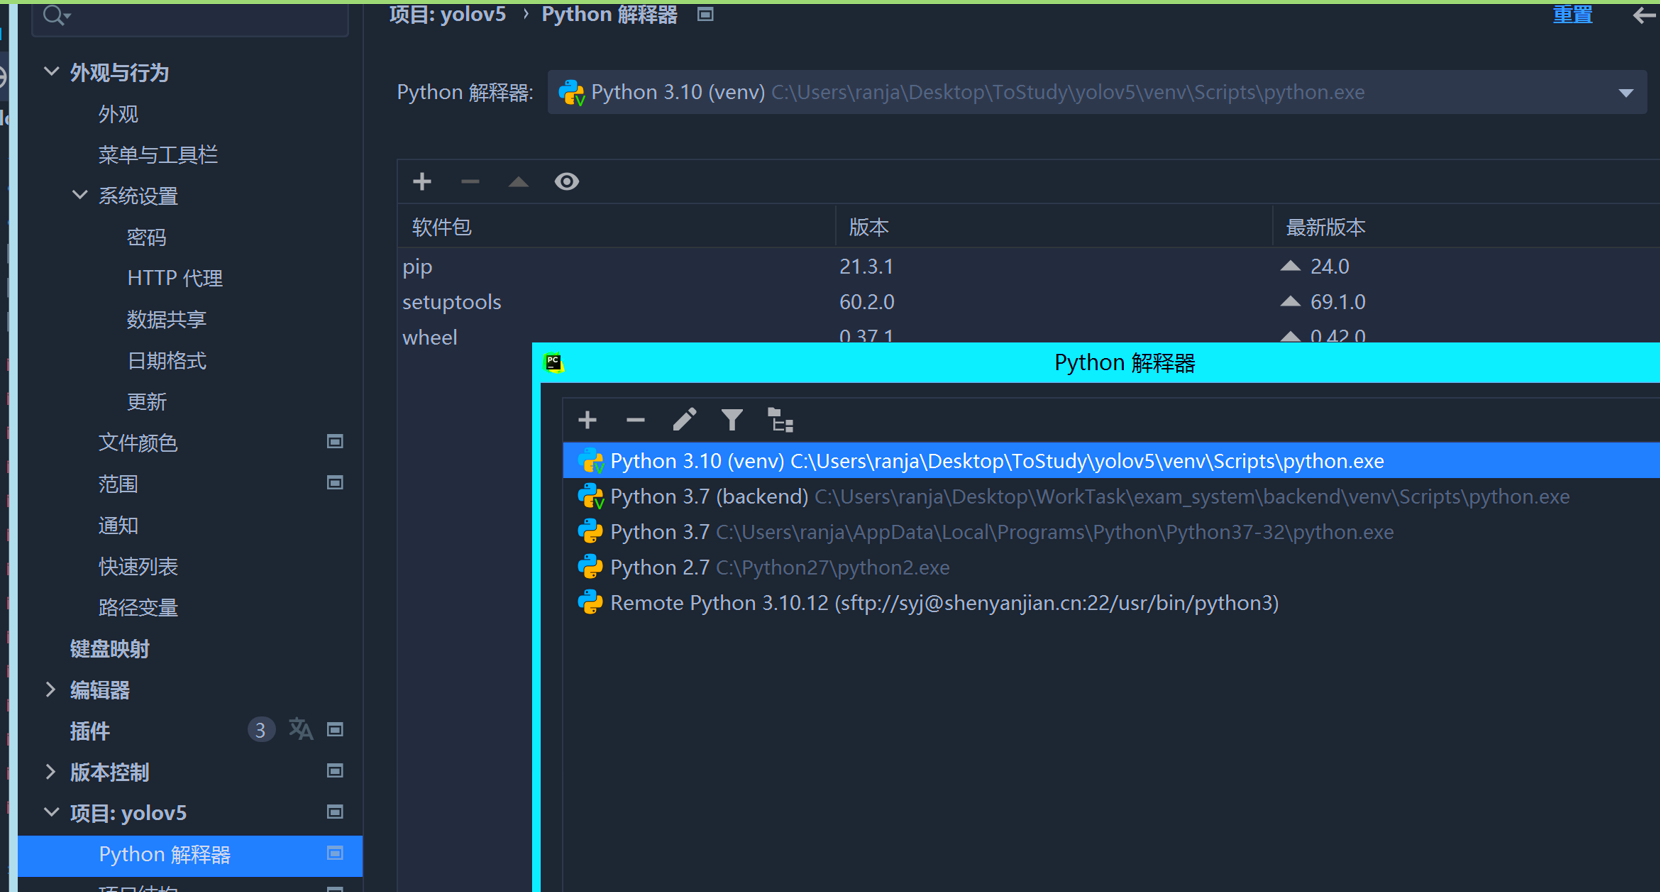 项目: yolov5 › Python 解释器
重置
外观与行为
外观
菜单与工具栏
系统设置
密码
HTTP 代理
数据共享
日期格式
更新
文件颜色
范围
通知
快速列表
路径变量
键盘映射
编辑器
插件 3
版本控制
项目: yolov5
Python 解释器
项目结构
Python 解释器: Python 3.10 (venv) C:\Users\ranja\Desktop\ToStudy\yolov5\venv\Scripts\python.exe
软件包 版本 最新版本
pip 21.3.1 24.0
setuptools 60.2.0 69.1.0
wheel 0.37.1 0.42.0
PC Python 解释器
Python 3.10 (venv) C:\Users\ranja\Desktop\ToStudy\yolov5\venv\Scripts\python.exe
Python 3.7 (backend) C:\Users\ranja\Desktop\WorkTask\exam_system\backend\venv\Scripts\python.exe
Python 3.7 C:\Users\ranja\AppData\Local\Programs\Python\Python37-32\python.exe
Python 2.7 C:\Python27\python2.exe
Remote Python 3.10.12 (sftp://syj@shenyanjian.cn:22/usr/bin/python3)